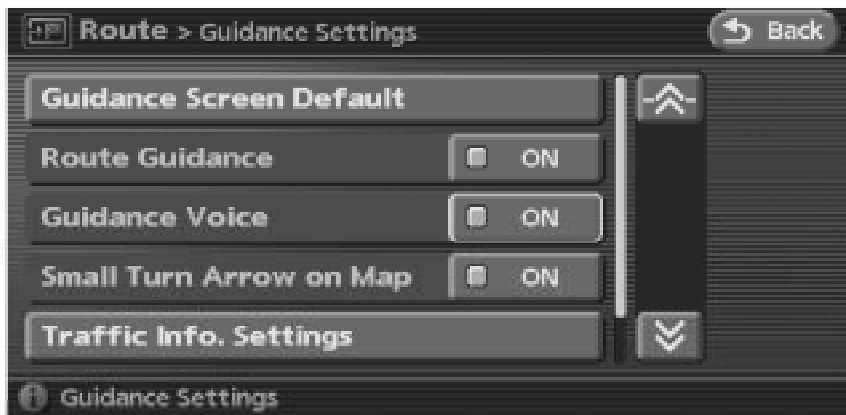 Route > Guidance Settings
Back
Guidance Screen Default
Route Guidance ON
Guidance Voice ON
Small Turn Arrow on Map ON
Traffic Info. Settings
Guidance Settings